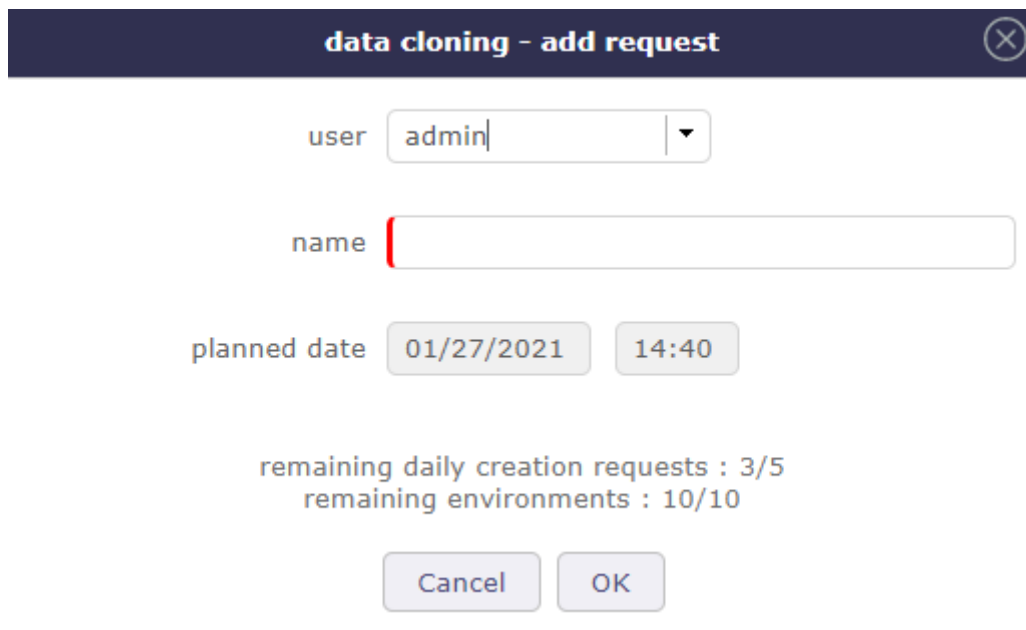 data cloning - add request
user admin
name
planned date 01/27/2021 14:40
remaining daily creation requests : 3/5
remaining environments : 10/10
Cancel OK